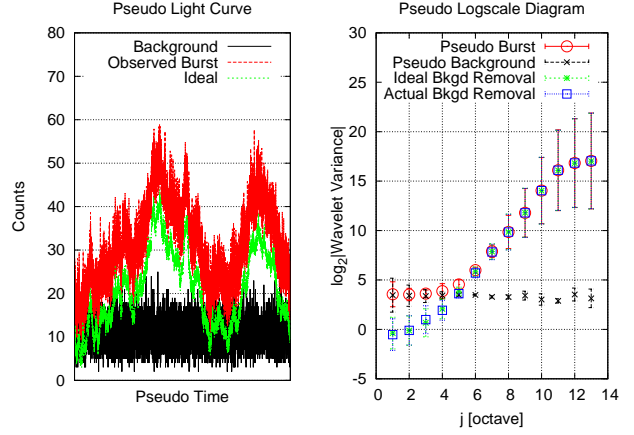 Pseudo Light Curve
80
70
60
50
40
30
20
10
0
Counts
Background
Observed Burst
Ideal
Pseudo Time
Pseudo Logscale Diagram
25
20
15
10
5
0
-5
log2|Wavelet Variance|
Pseudo Burst
Pseudo Background
Ideal Bkgd Removal
Actual Bkgd Removal
0 2 4 6 8 10 12 14
j [octave]